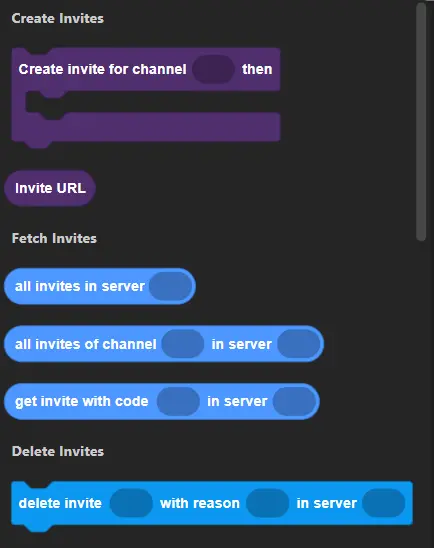 Create Invites
Create invite for channel then
Invite URL
Fetch Invites
all invites in server
all invites of channel in server
get invite with code in server
Delete Invites
delete invite with reason in server